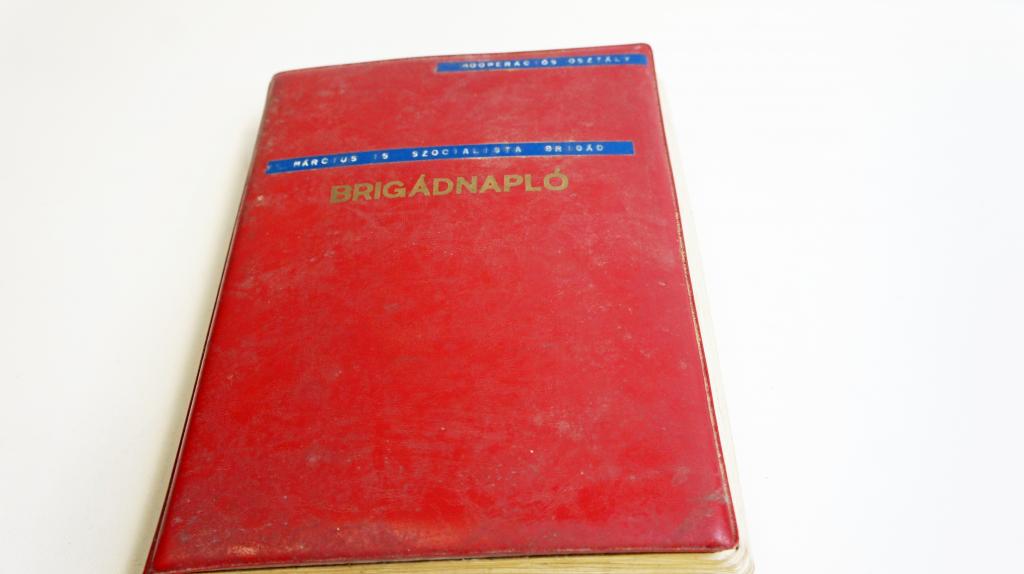 KOOPERÁCIÓS OSZTÁLY
MÁRCIUS 15 SZOCIALISTA BRIGÁD
BRIGÁDNAPLÓ